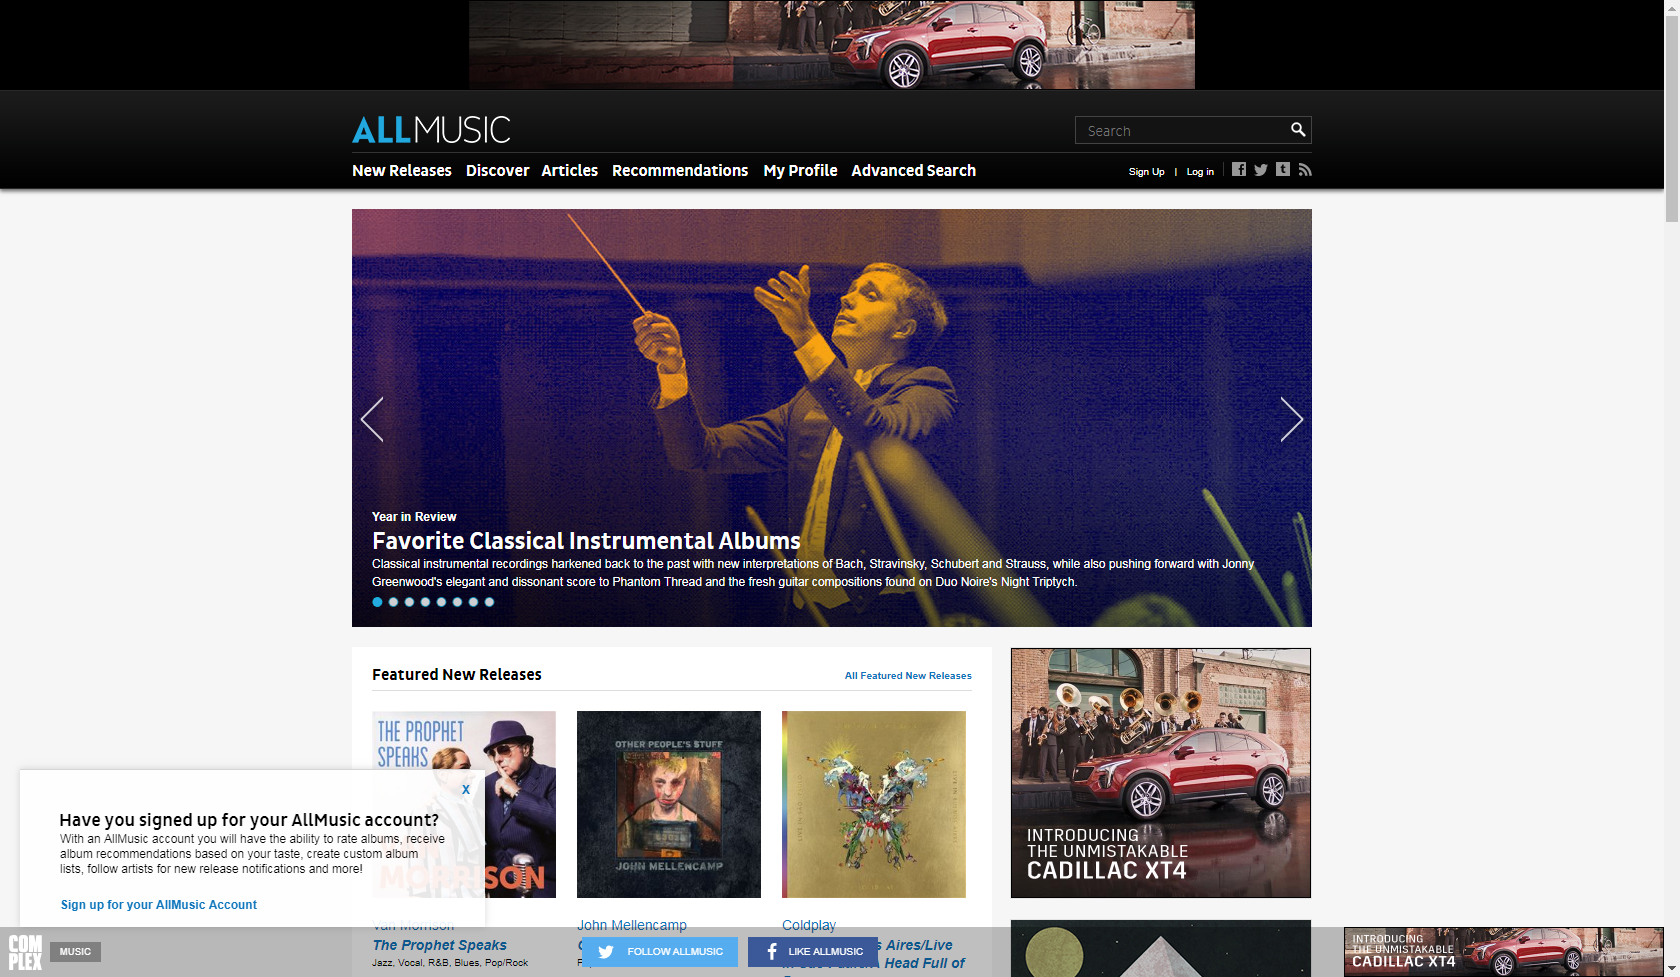 ALLMUSIC
Search
New Releases
Discover
Articles
Recommendations
My Profile
Advanced Search
Sign Up | Log in
Year in Review
Favorite Classical Instrumental Albums
Classical instrumental recordings harkened back to the past with new interpretations of Bach, Stravinsky, Schubert and Strauss, while also pushing forward with Jonny
Greenwood's elegant and dissonant score to Phantom Thread and the fresh guitar compositions found on Duo Noire's Night Triptych.
Featured New Releases
All Featured New Releases
THE PROPHET
SPEAKS
MORRISON
OTHER PEOPLE'S STUFF
JOHN MELLENCAMP
INTRODUCING
THE UNMISTAKABLE
CADILLAC XT4
X
Have you signed up for your AllMusic account?
With an AllMusic account you will have the ability to rate albums, receive
album recommendations based on your taste, create custom album
lists, follow artists for new release notifications and more!
Sign up for your AllMusic Account
Van Morrison
The Prophet Speaks
Jazz, Vocal, R&B, Blues, Pop/Rock
John Mellencamp
Coldplay
Aires/Live
A Head Full of
COMPLEX
MUSIC
FOLLOW ALLMUSIC
LIKE ALLMUSIC
INTRODUCING
THE UNMISTAKABLE
CADILLAC XT4